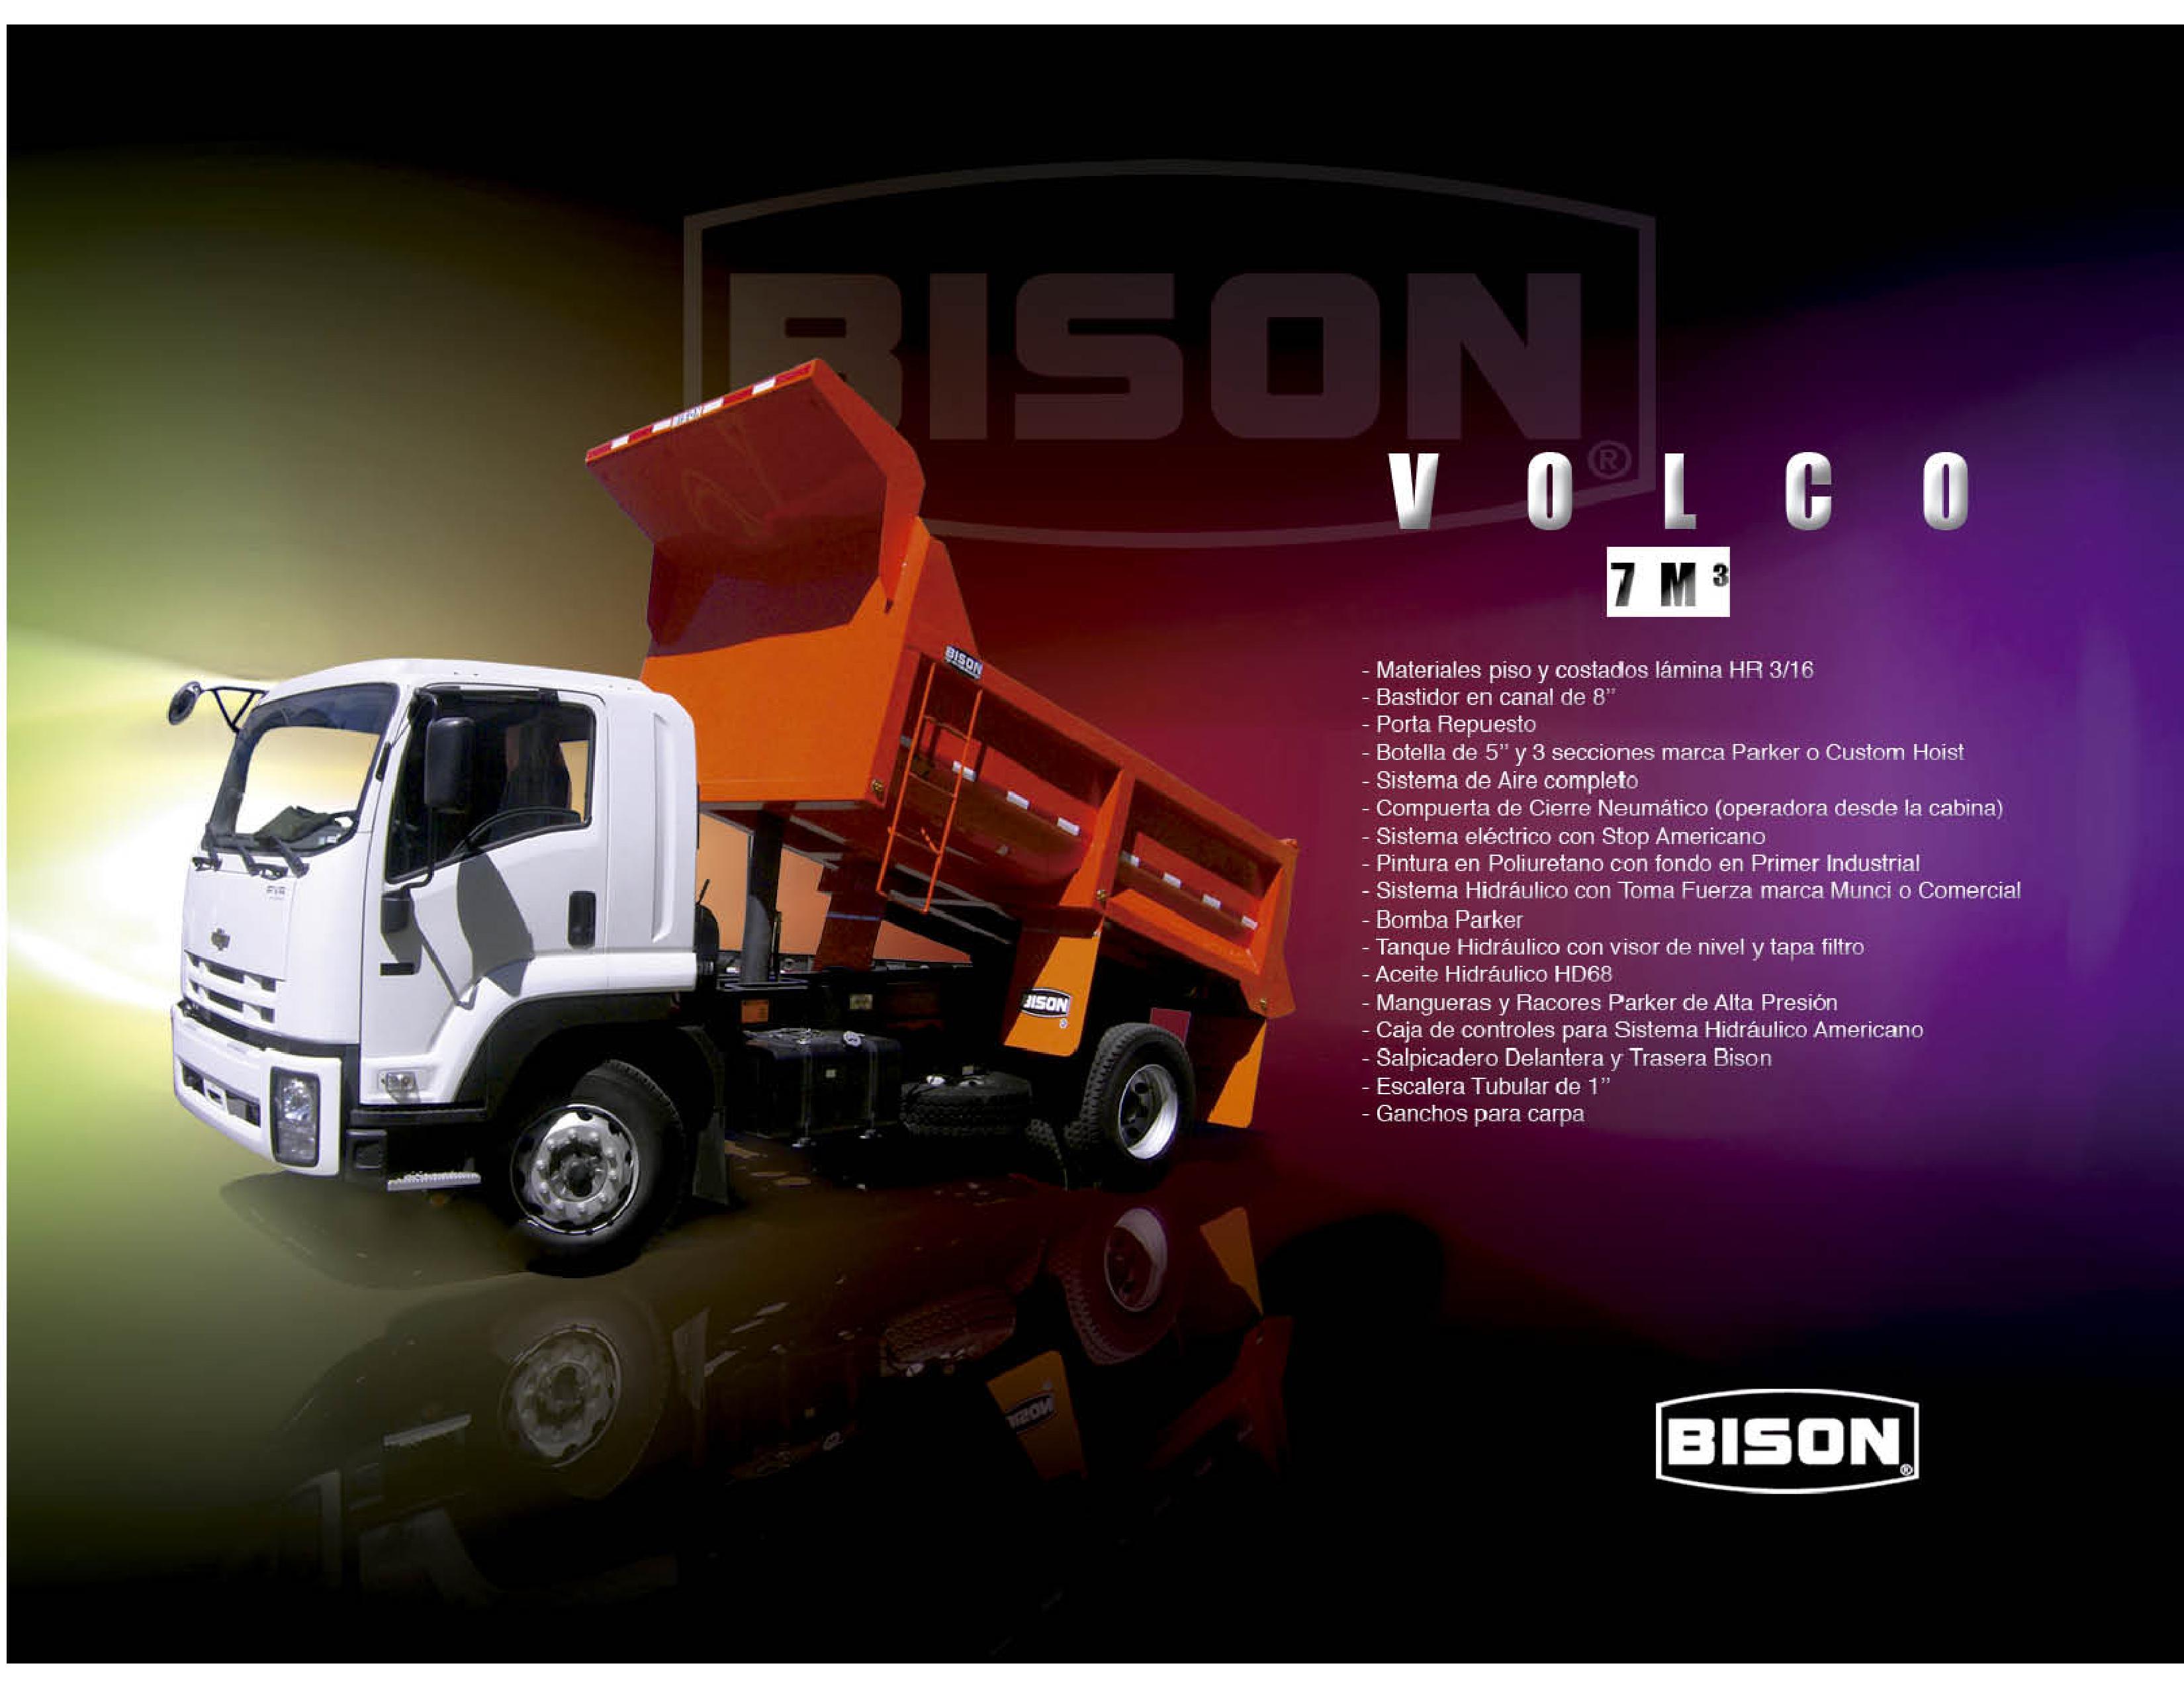 BISON
®
V O L C O
7 M³
- Materiales piso y costados lámina HR 3/16
- Bastidor en canal de 8"
- Porta Repuesto
- Botella de 5" y 3 secciones marca Parker o Custom Hoist
- Sistema de Aire completo
- Compuerta de Cierre Neumático (operadora desde la cabina)
- Sistema eléctrico con Stop Americano
- Pintura en Poliuretano con fondo en Primer Industrial
- Sistema Hidráulico con Toma Fuerza marca Munci o Comercial
- Bomba Parker
- Tanque Hidráulico con visor de nivel y tapa filtro
- Aceite Hidráulico HD68
- Mangueras y Racores Parker de Alta Presión
- Caja de controles para Sistema Hidráulico Americano
- Salpicadero Delantera y Trasera Bison
- Escalera Tubular de 1"
- Ganchos para carpa
BISON
BISON
®
BISON
®